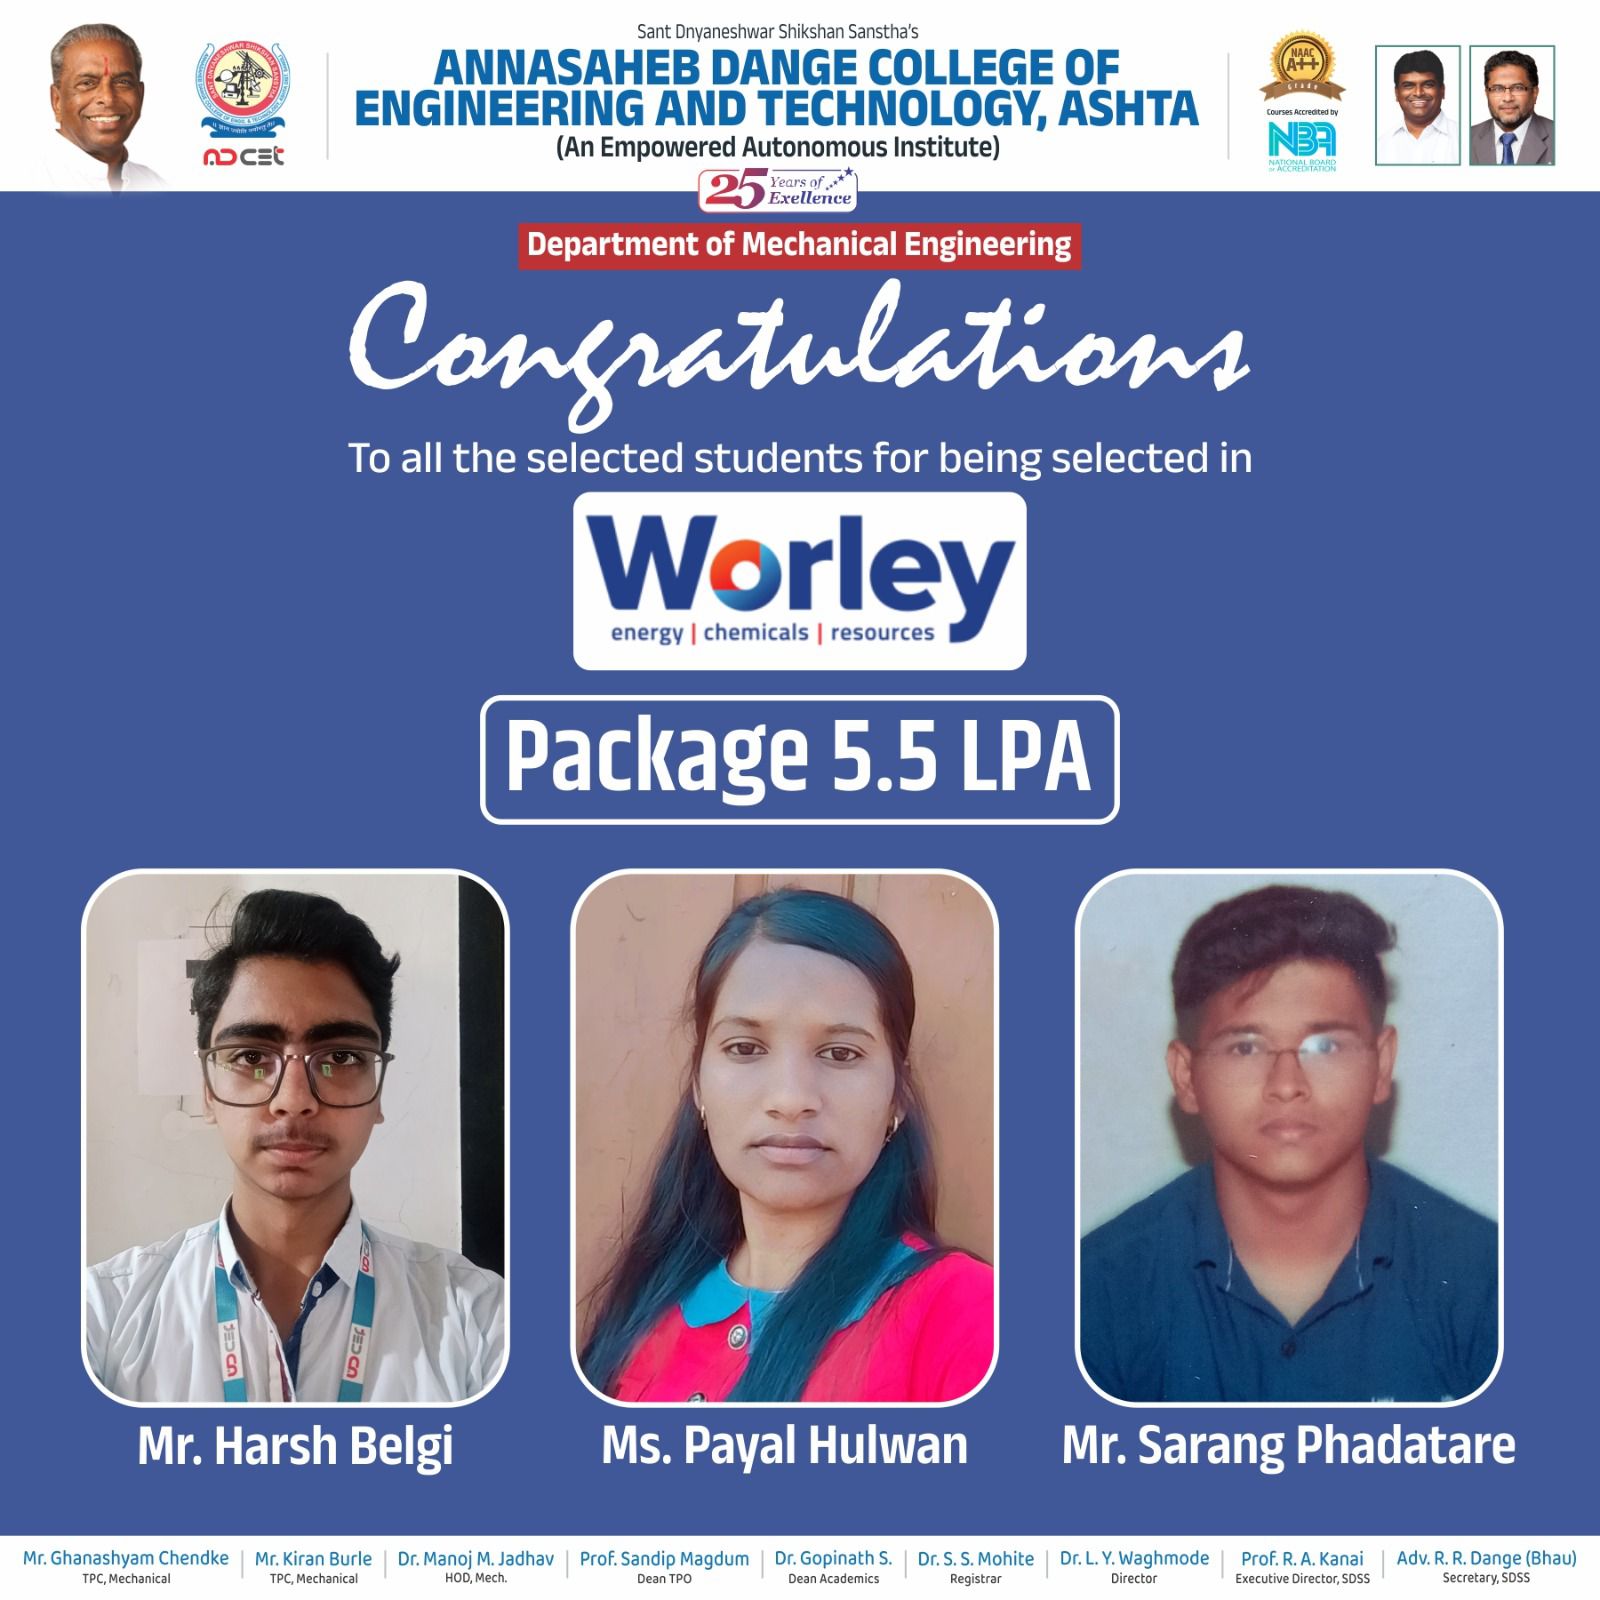 Sant Dnyaneshwar Shikshan Sanstha's
ANNASAHEB DANGE COLLEGE OF
ENGINEERING AND TECHNOLOGY, ASHTA
(An Empowered Autonomous Institute)
ADCET
NAAC
A++
Grade
Courses Accredited by
NBA
NATIONAL BOARD
OF ACCREDITATION
25 Years of
Exellence
Department of Mechanical Engineering
Congratulations
To all the selected students for being selected in
Worley
energy | chemicals | resources
Package 5.5 LPA
Mr. Harsh Belgi
Ms. Payal Hulwan
Mr. Sarang Phadatare
Mr. Ghanashyam Chendke
TPC, Mechanical
Mr. Kiran Burle
TPC, Mechanical
Dr. Manoj M. Jadhav
HOD, Mech.
Prof. Sandip Magdum
Dean TPO
Dr. Gopinath S.
Dean Academics
Dr. S. S. Mohite
Registrar
Dr. L. Y. Waghmode
Director
Prof. R. A. Kanai
Executive Director, SDSS
Adv. R. R. Dange (Bhau)
Secretary, SDSS